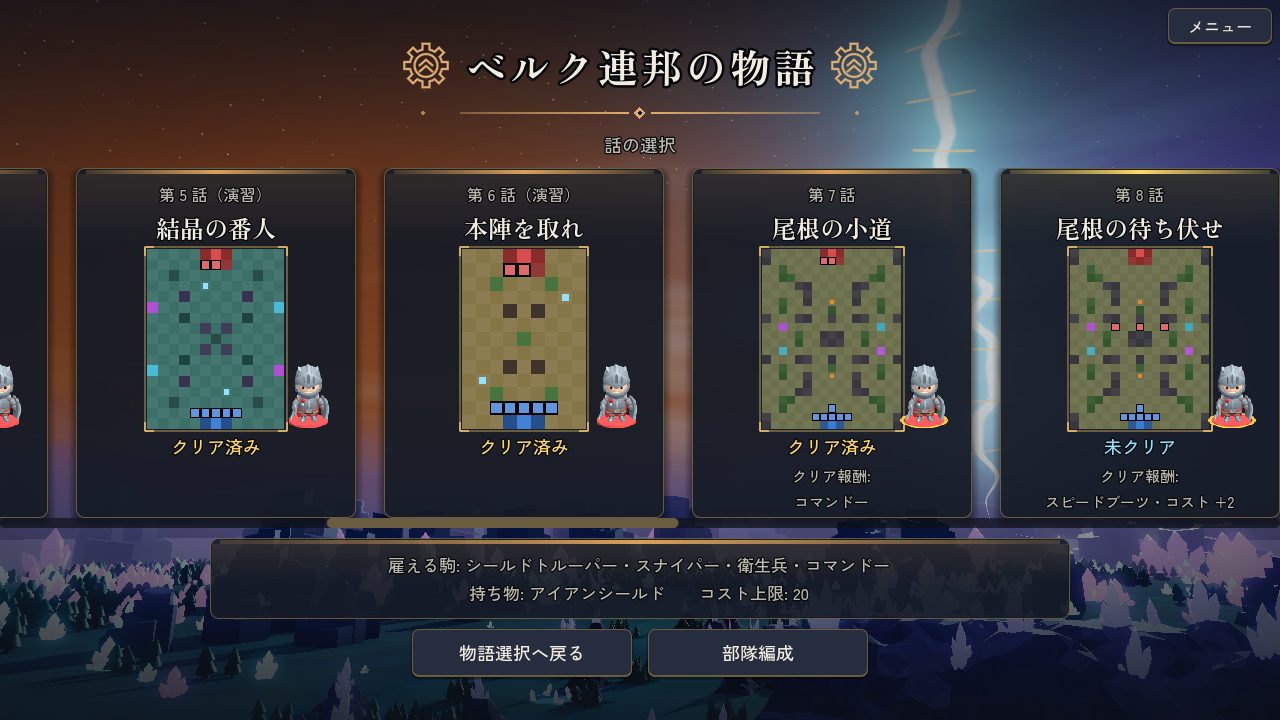 メニュー
ベルク連邦の物語
話の選択
第 5 話（演習）
結晶の番人
クリア済み
第 6 話（演習）
本陣を取れ
クリア済み
第 7 話
尾根の小道
クリア済み
クリア報酬:
コマンドー
第 8 話
尾根の待ち伏せ
未クリア
クリア報酬:
スピードブーツ・コスト +2
雇える駒: シールドトルーパー・スナイパー・衛生兵・コマンドー
持ち物: アイアンシールド　　コスト上限: 20
物語選択へ戻る
部隊編成